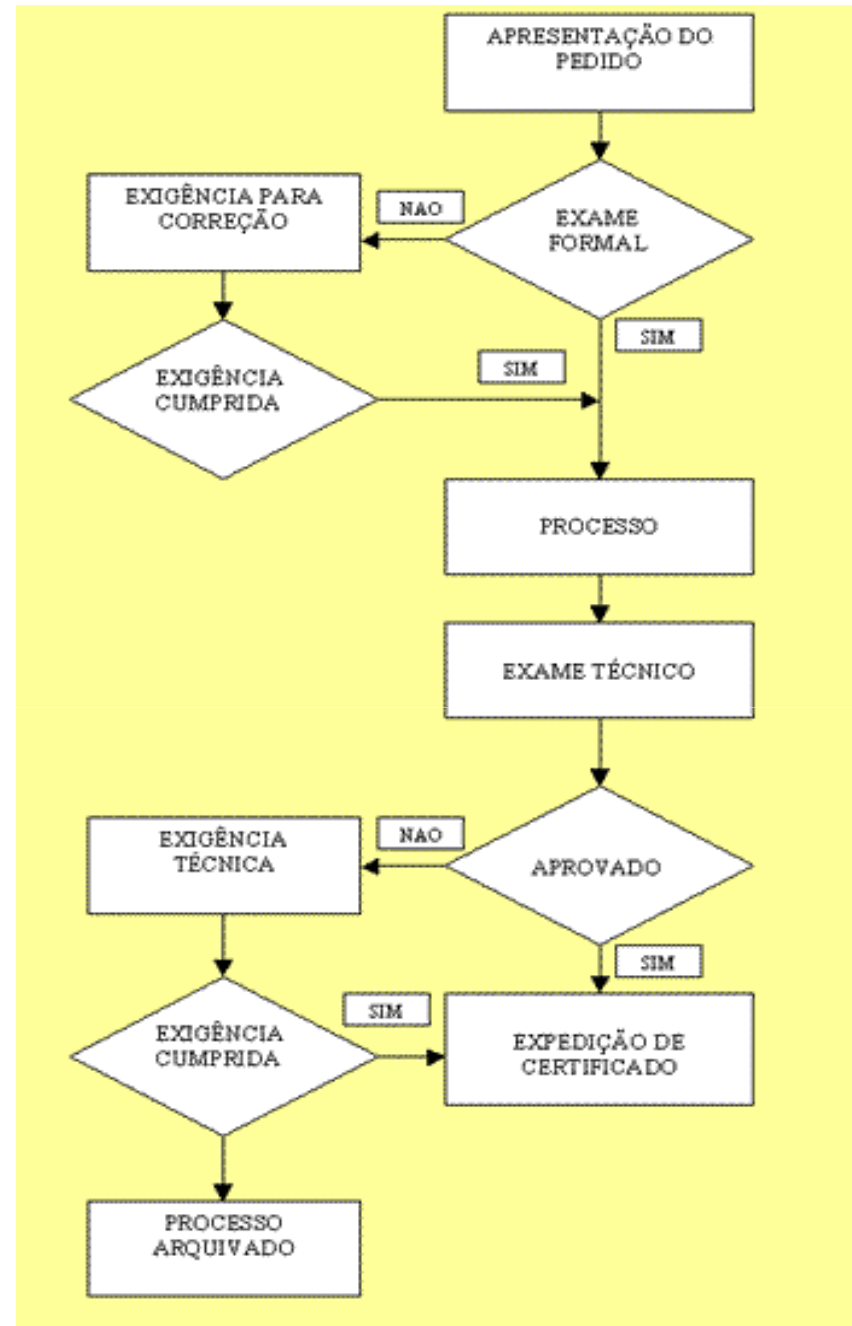 APRESENTAÇÃO DO
PEDIDO
EXAME
FORMAL
NAO
EXIGÊNCIA PARA
CORREÇÃO
SIM
EXIGÊNCIA
CUMPRIDA
SIM
PROCESSO
EXAME TÉCNICO
APROVADO
NAO
EXIGÊNCIA
TÉCNICA
SIM
EXIGÊNCIA
CUMPRIDA
SIM
EXPEDIÇÃO DE
CERTIFICADO
PROCESSO
ARQUIVADO